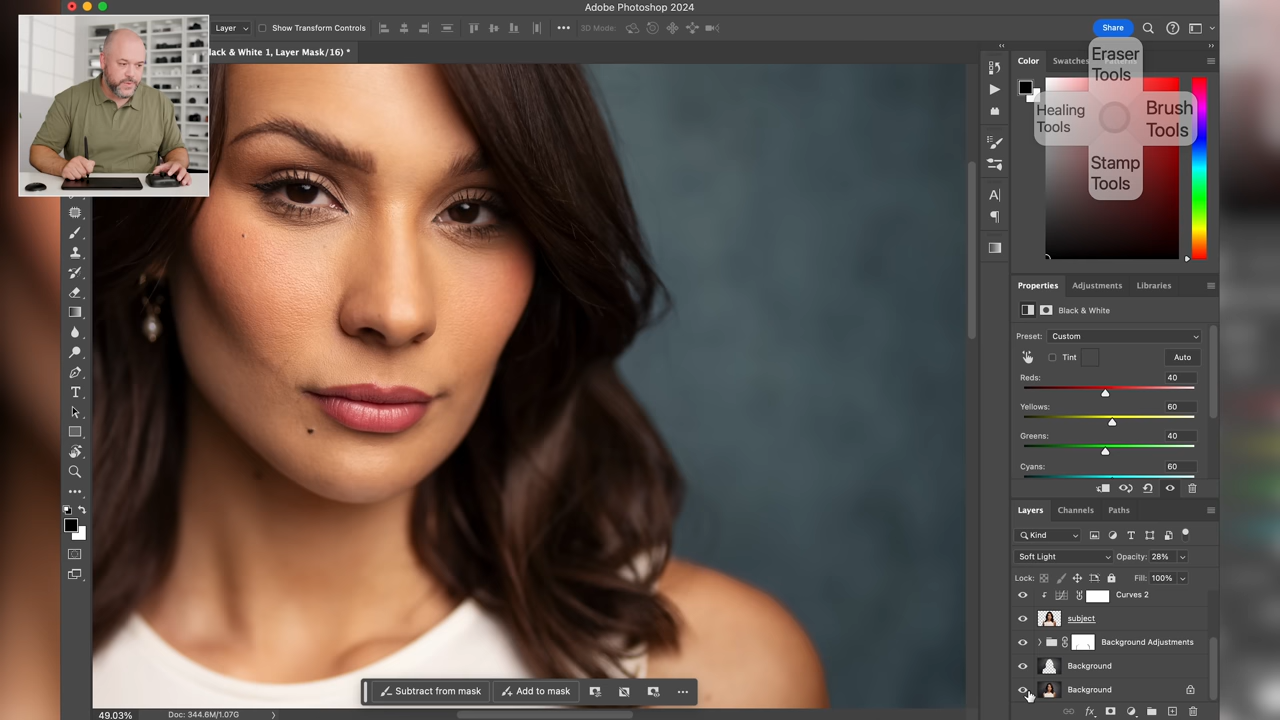 Adobe Photoshop 2024
Layer
Show Transform Controls
3D Mode:
Share
lack & White 1, Layer Mask/16) *
Color
Swatches
Eraser
Tools
Healing
Tools
Brush
Tools
Stamp
Tools
Properties
Adjustments
Libraries
Black & White
Preset:
Custom
Tint
Auto
Reds:
40
Yellows:
60
Greens:
40
Cyans:
60
Layers
Channels
Paths
Kind
Soft Light
Opacity:
28%
Lock:
Fill:
100%
Curves 2
subject
Background Adjustments
Background
Background
fx
Subtract from mask
Add to mask
49.03%
Doc: 344.6M/1.07G